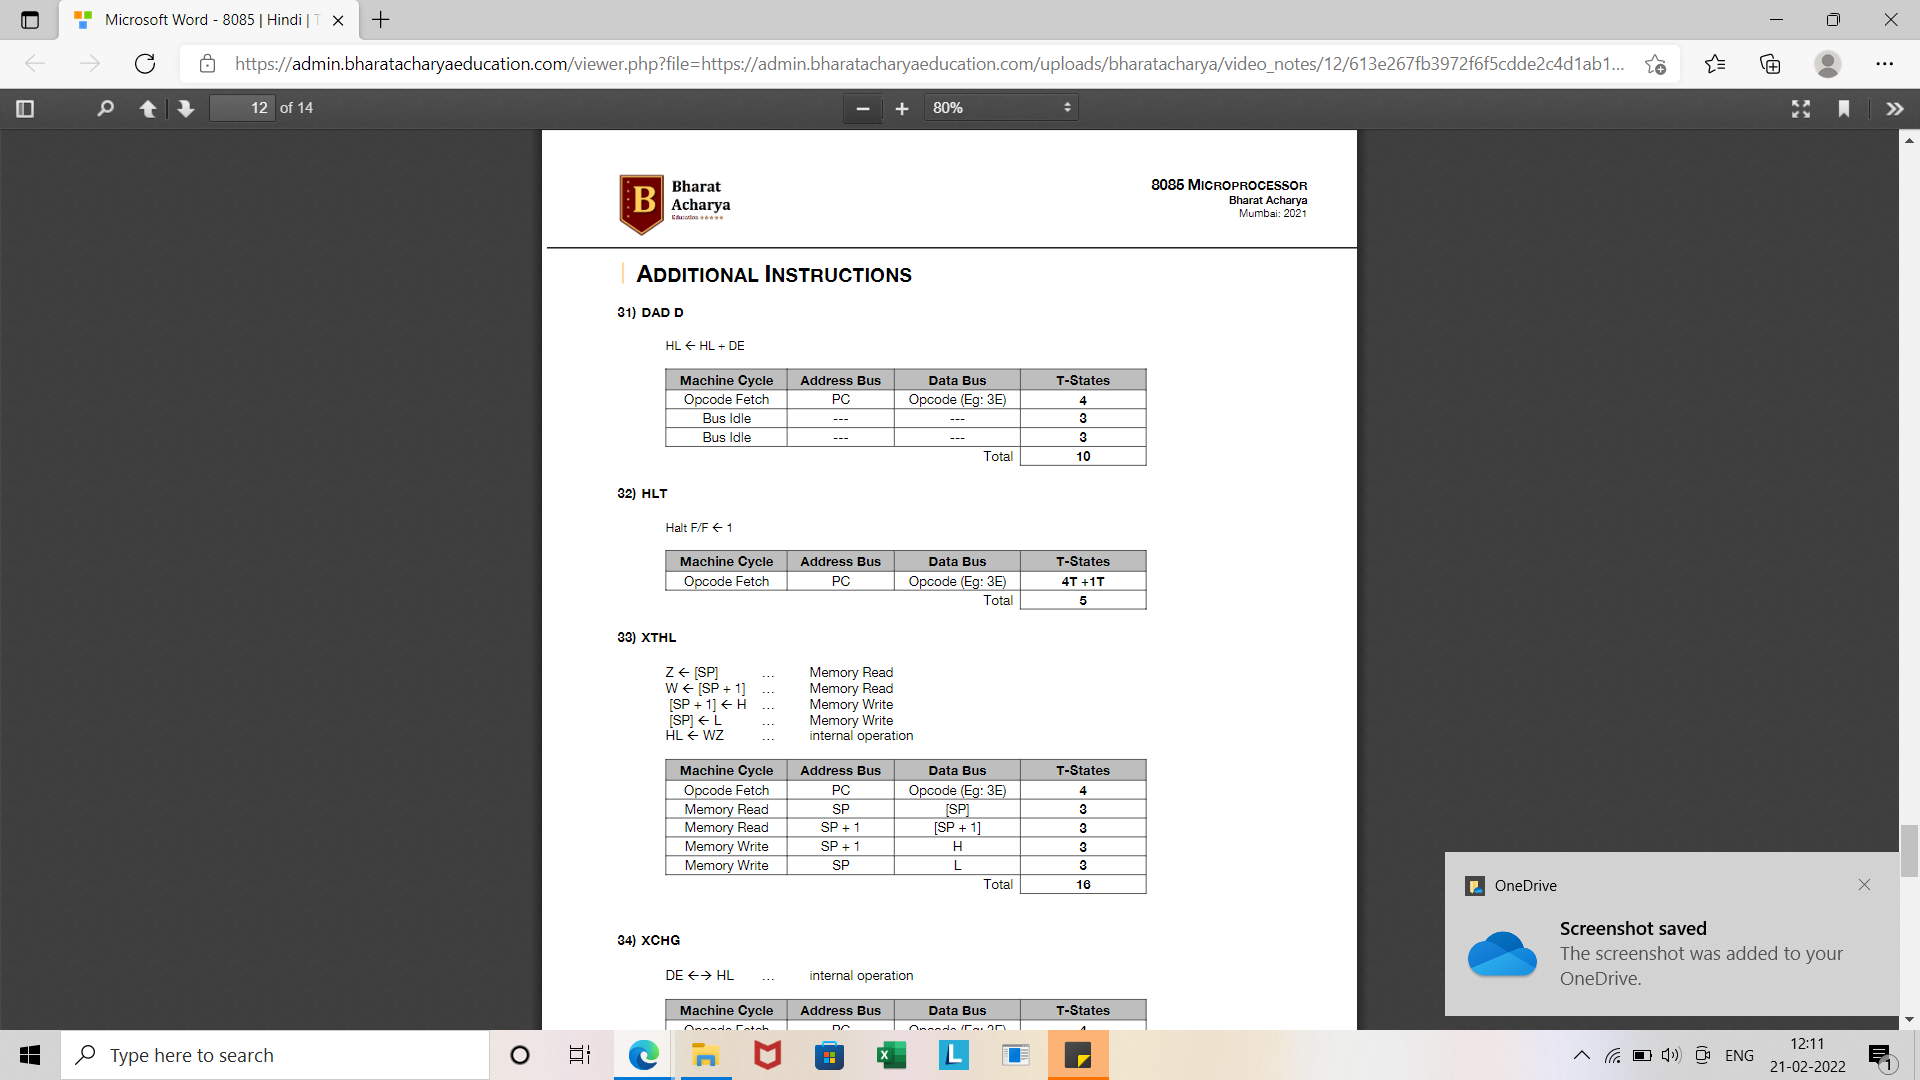 Microsoft Word - 8085 | Hindi | T
https://admin.bharatacharyaeducation.com/viewer.php?file=https://admin.bharatacharyaeducation.com/uploads/bharatacharya/video_notes/12/613e267fb3972f6f5cdde2c4d1ab1...
12 of 14
80%
B
Bharat
Acharya
Education
8085 MICROPROCESSOR
Bharat Acharya
Mumbai: 2021
ADDITIONAL INSTRUCTIONS
31) DAD D
HL ← HL + DE
Machine Cycle Address Bus Data Bus T-States
Opcode Fetch PC Opcode (Eg: 3E) 4
Bus Idle --- --- 3
Bus Idle --- --- 3
Total 10
32) HLT
Halt F/F ← 1
Machine Cycle Address Bus Data Bus T-States
Opcode Fetch PC Opcode (Eg: 3E) 4T +1T
Total 5
33) XTHL
Z ← [SP] ... Memory Read
W ← [SP + 1] ... Memory Read
[SP + 1] ← H ... Memory Write
[SP] ← L ... Memory Write
HL ← WZ ... internal operation
Machine Cycle Address Bus Data Bus T-States
Opcode Fetch PC Opcode (Eg: 3E) 4
Memory Read SP [SP] 3
Memory Read SP + 1 [SP + 1] 3
Memory Write SP + 1 H 3
Memory Write SP L 3
Total 16
34) XCHG
DE ←→ HL ... internal operation
Machine Cycle Address Bus Data Bus T-States
Opcode Fetch PC Opcode (Eg: 3E) 4
OneDrive
Screenshot saved
The screenshot was added to your
OneDrive.
Type here to search
L
ENG
12:11
21-02-2022
1